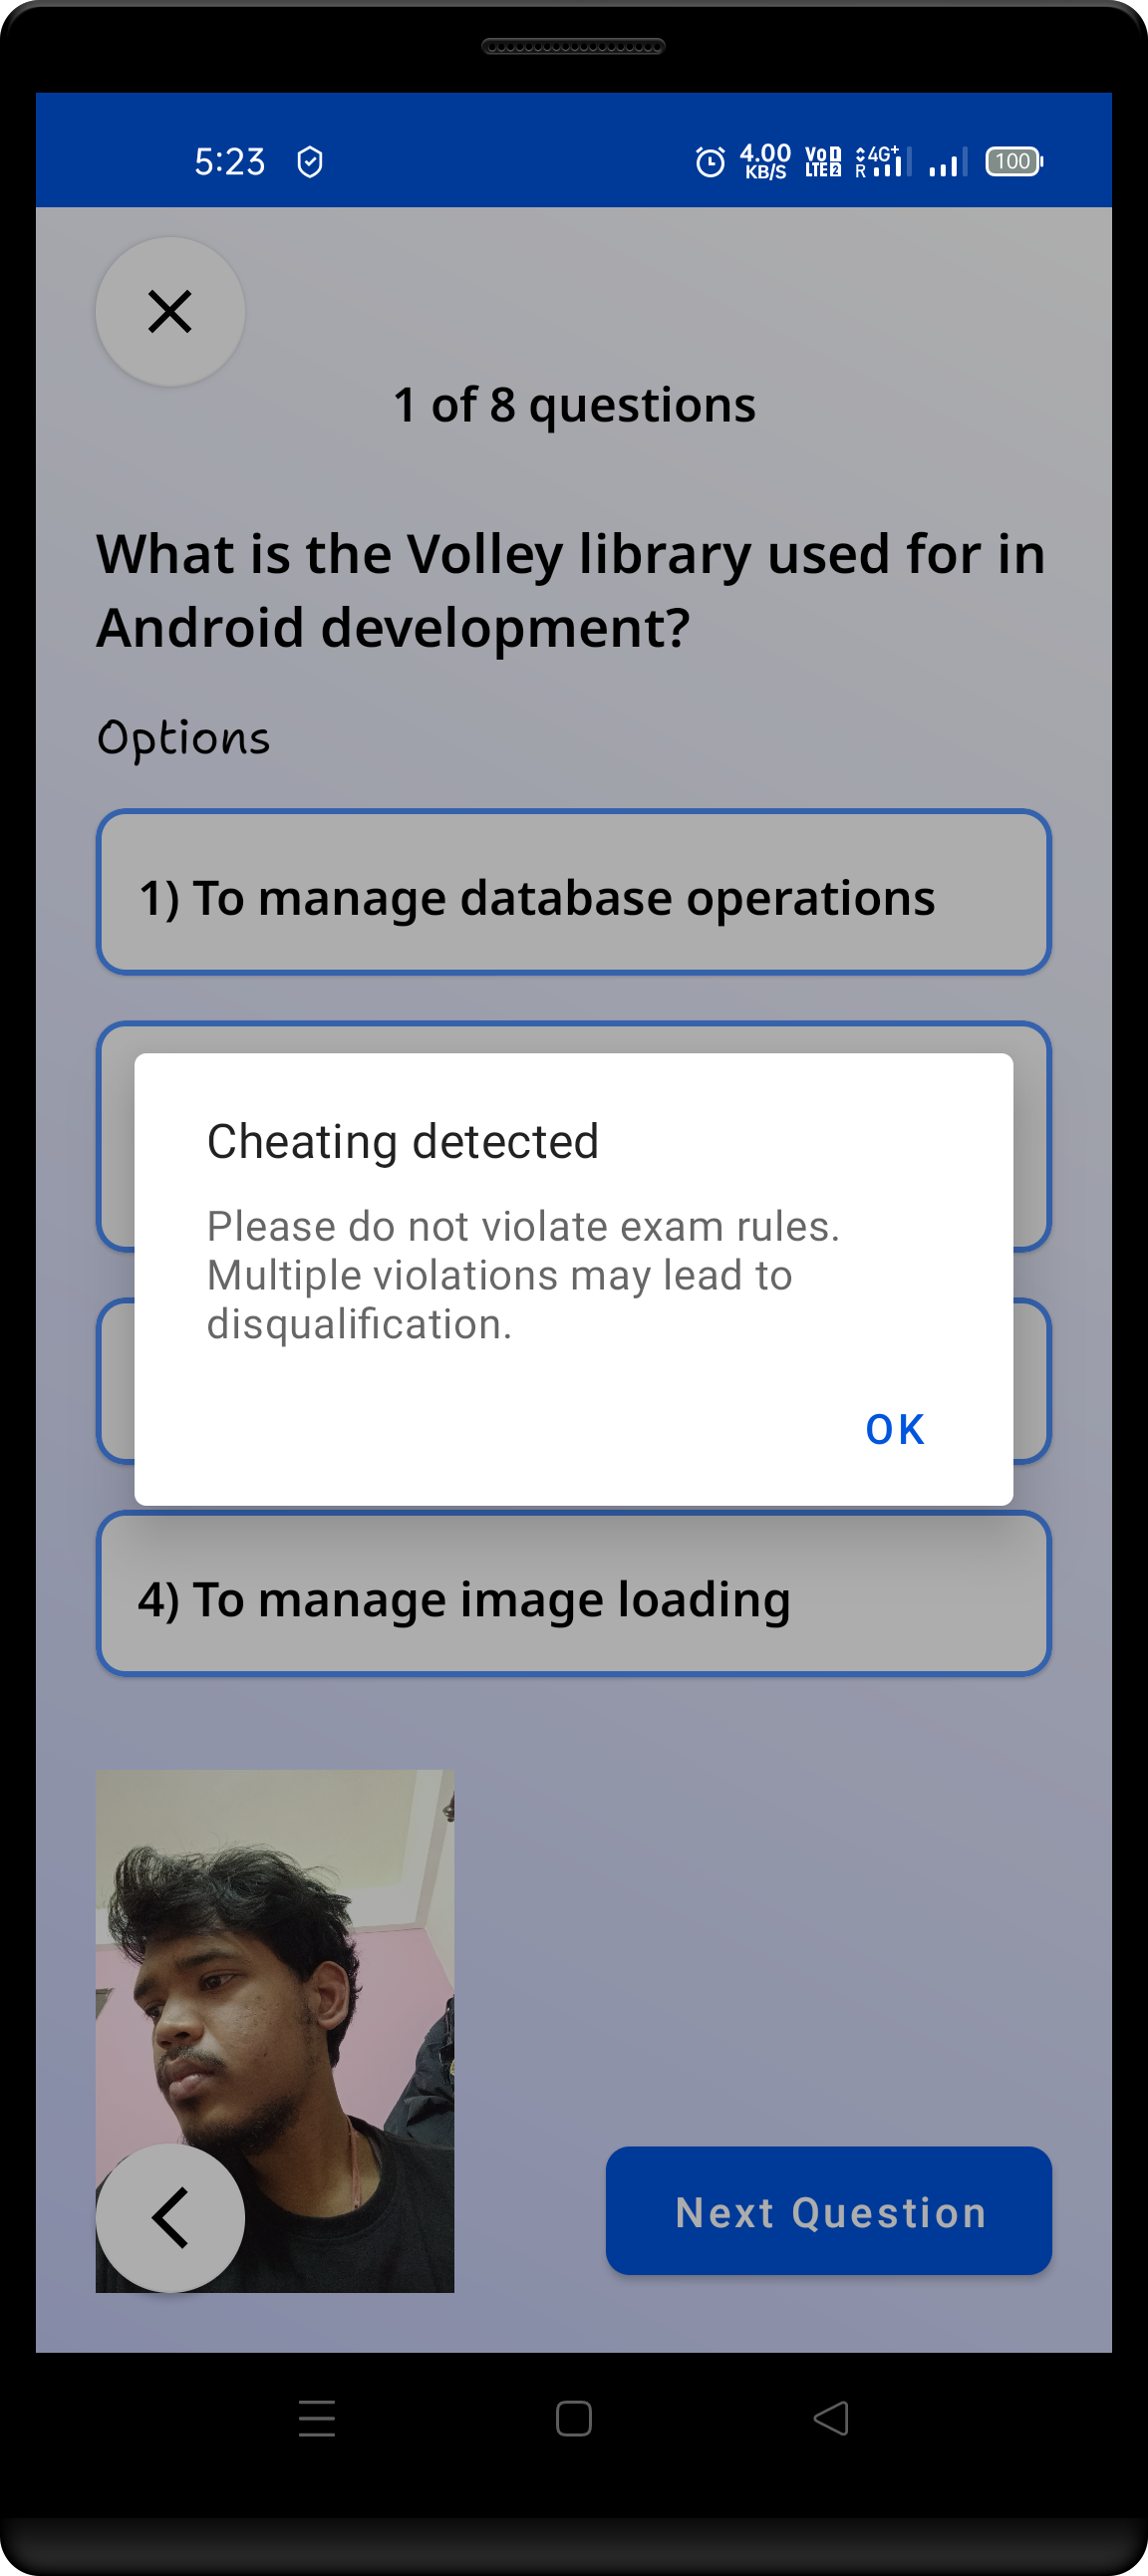 5:23 4.00 KB/S VoD LTE2 4G+ R 100
1 of 8 questions
What is the Volley library used for in
Android development?
Options
1) To manage database operations
Cheating detected
Please do not violate exam rules.
Multiple violations may lead to
disqualification.
OK
4) To manage image loading
Next Question